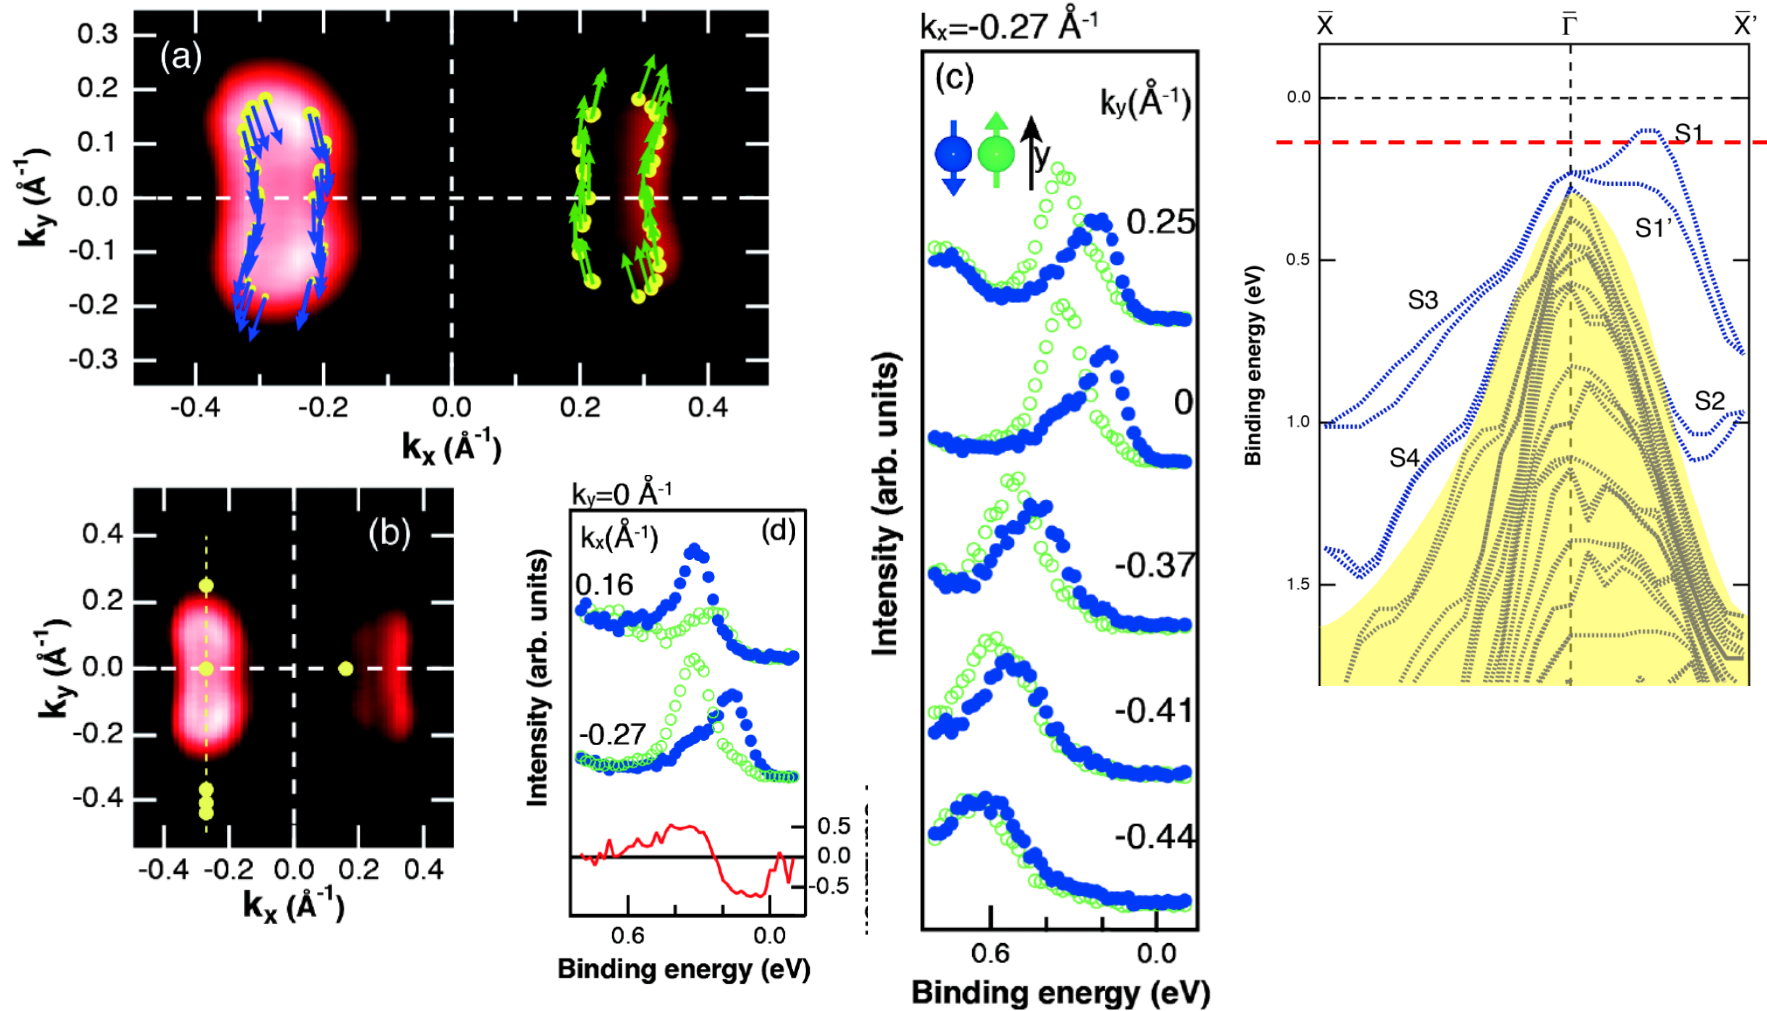 (a)
0.3
0.2
0.1
0.0
-0.1
-0.2
-0.3
ky (Å-1)
-0.4
-0.2
0.0
0.2
0.4
kx (Å-1)
(b)
0.4
0.2
0.0
-0.2
-0.4
ky (Å-1)
-0.4
-0.2
0.0
0.2
0.4
kx (Å-1)
ky=0 Å-1
kx(Å-1)
(d)
0.16
-0.27
Intensity (arb. units)
0.5
0.0
-0.5
0.6
0.0
Binding energy (eV)
kx=-0.27 Å-1
(c)
ky(Å-1)
y
0.25
0
-0.37
-0.41
-0.44
Intensity (arb. units)
0.6
0.0
Binding energy (eV)
X̅
Γ̅
X̅'
0.0
0.5
1.0
1.5
Binding energy (eV)
S1
S1'
S3
S2
S4